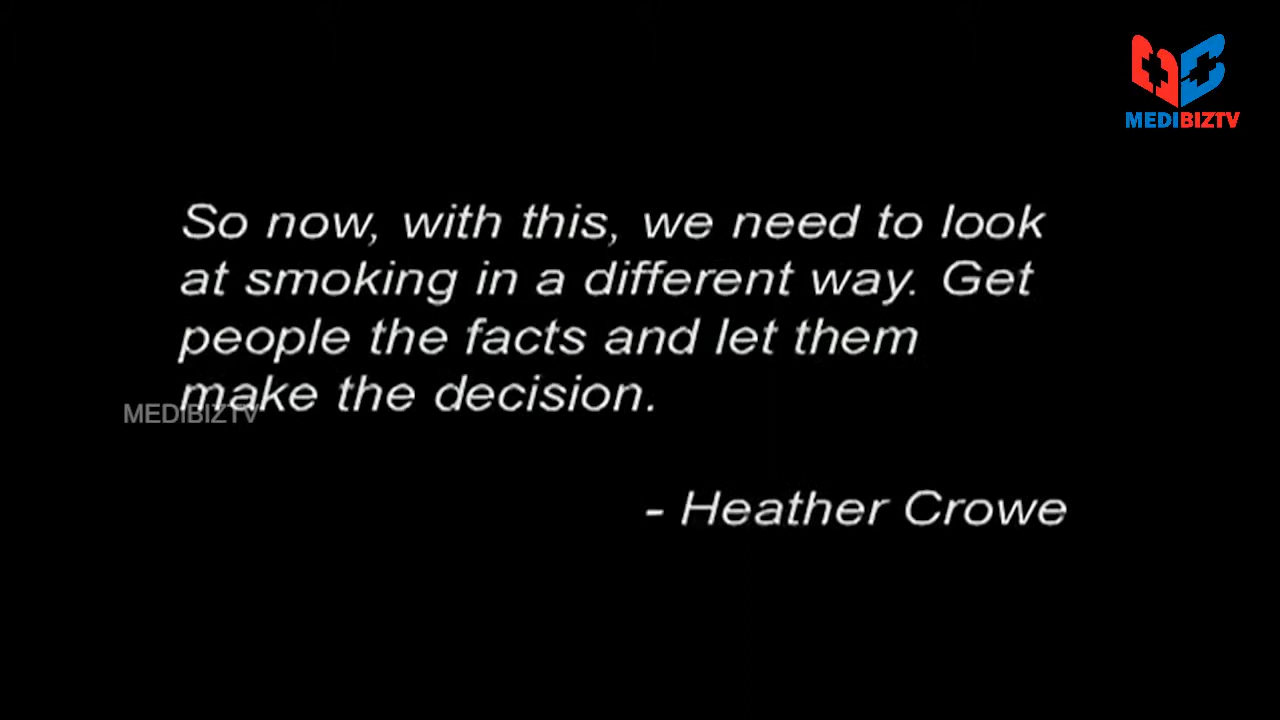 MEDIBIZTV
So now, with this, we need to look
at smoking in a different way. Get
people the facts and let them
make the decision.
MEDIBIZTV
- Heather Crowe